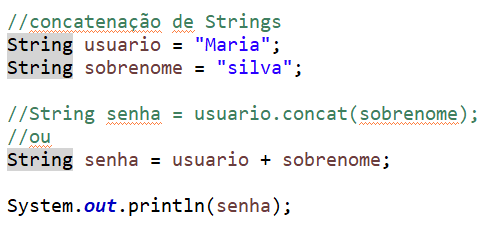 //concatenação de Strings
String usuario = "Maria";
String sobrenome = "silva";
//String senha = usuario.concat(sobrenome);
//ou
String senha = usuario + sobrenome;
System.out.println(senha);